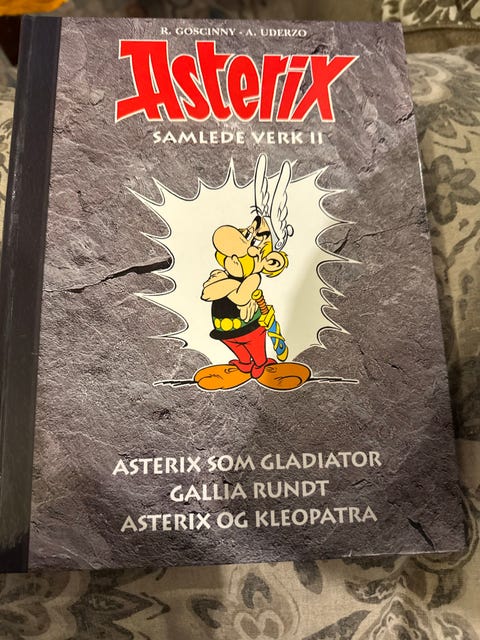 R. GOSCINNY - A. UDERZO
Asterix
SAMLEDE VERK II
ASTERIX SOM GLADIATOR
GALLIA RUNDT
ASTERIX OG KLEOPATRA